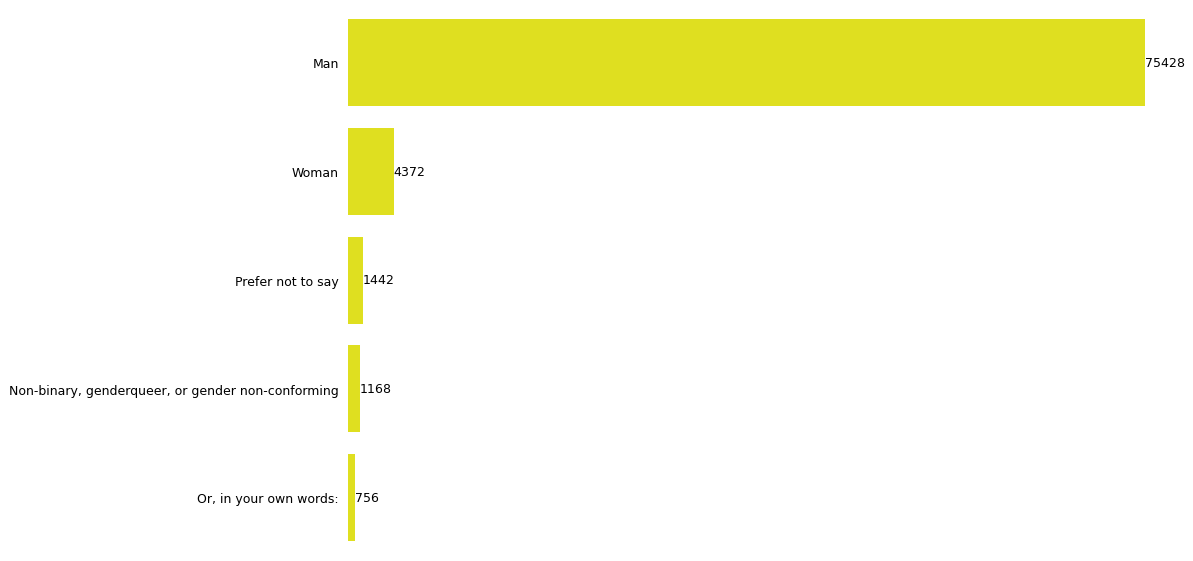 Man 75428
Woman 4372
Prefer not to say 1442
Non-binary, genderqueer, or gender non-conforming 1168
Or, in your own words: 756